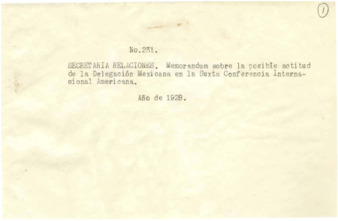 1
No.231.
SECRETARIA RELACIONES. Memorandum sobre la posible actitud
de la Delegación Mexicana en la Sexta Conferencia Interna-
cional Americana.
Año de 1928.